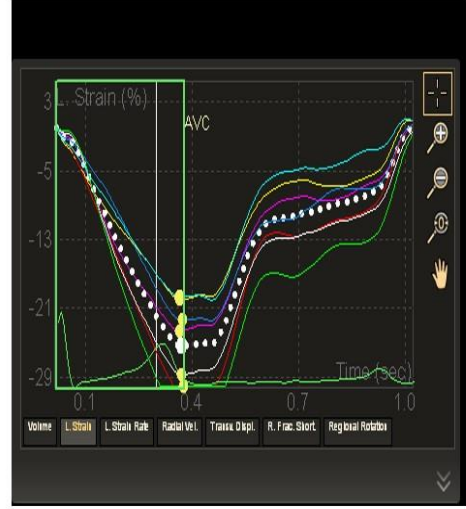 3 L. Strain (%)
AVC
-5
-13
-21
-29
Time (sec)
0.1 0.4 0.7 1.0
Volume L. Strain L. Strain Rate Radial Vel. Transv. Displ. R. Frac. Short. Regional Rotation